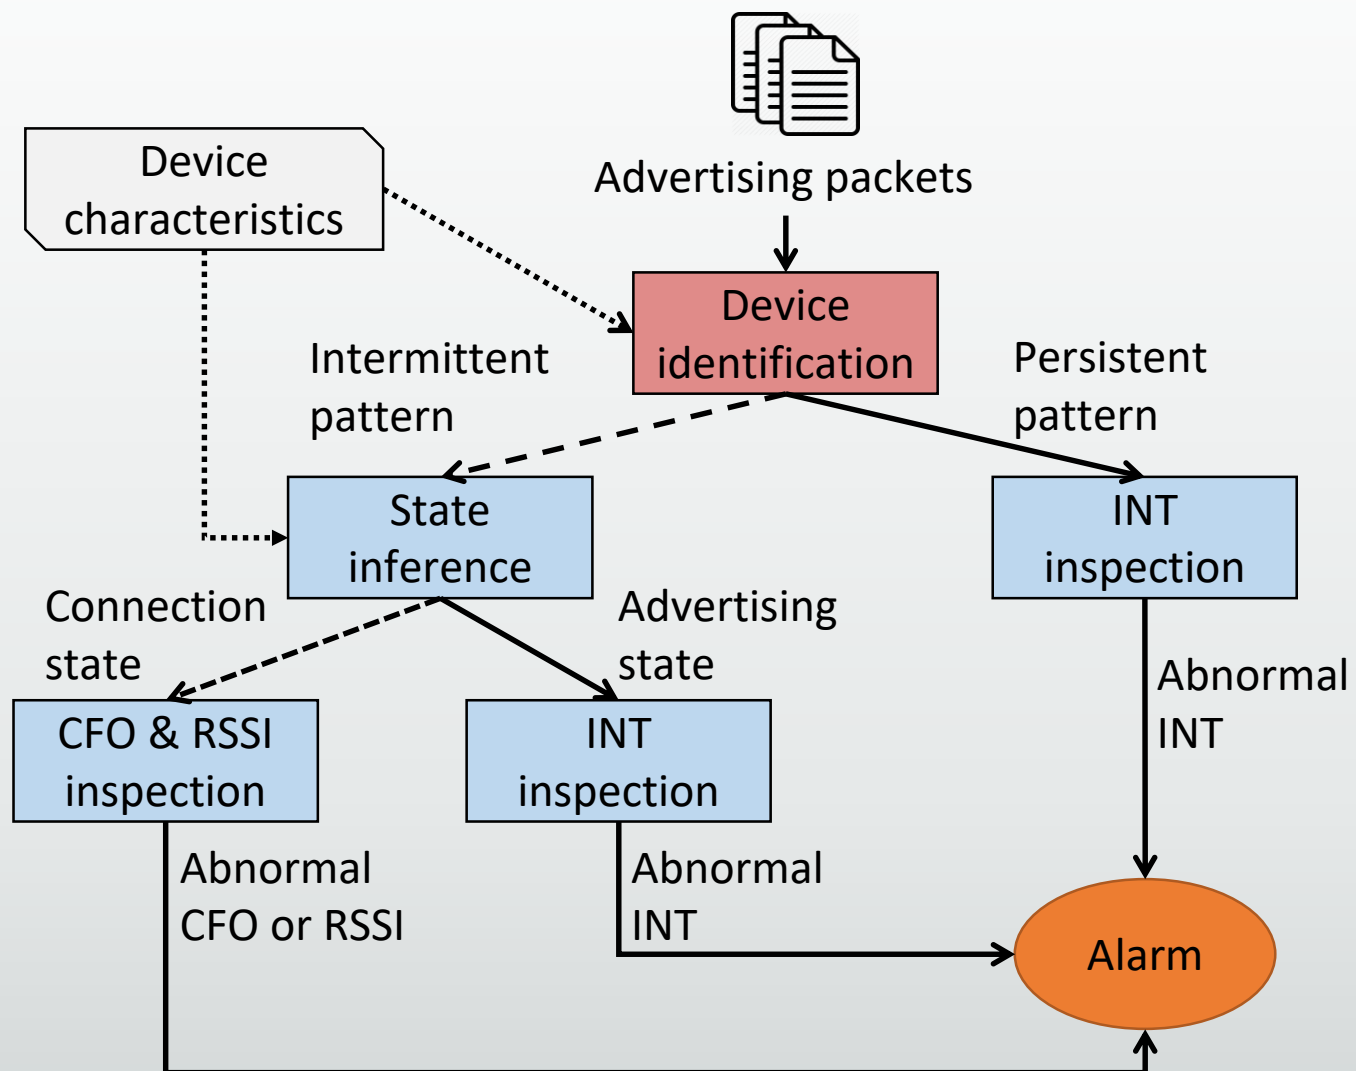 Advertising packets
Device
characteristics
Device
identification
Intermittent
pattern
Persistent
pattern
State
inference
INT
inspection
Connection
state
Advertising
state
CFO & RSSI
inspection
INT
inspection
Abnormal
INT
Abnormal
CFO or RSSI
Abnormal
INT
Alarm